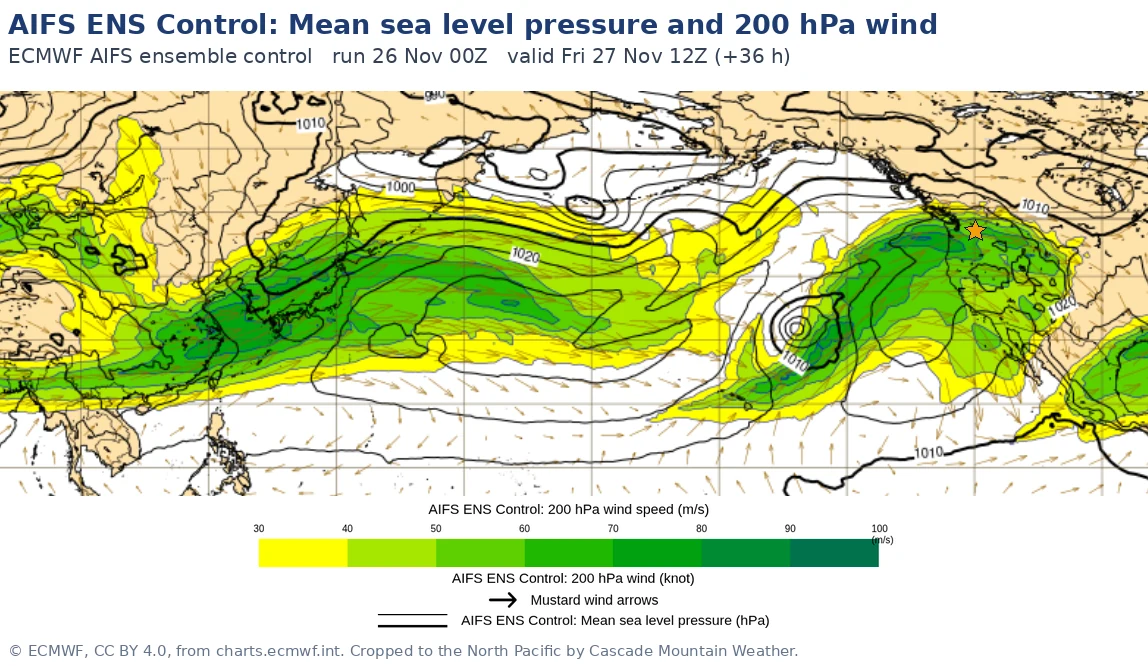 AIFS ENS Control: Mean sea level pressure and 200 hPa wind
ECMWF AIFS ensemble control run 26 Nov 00Z valid Fri 27 Nov 12Z (+36 h)
990
1010
1000
1010
1020
1020
1010
1010
AIFS ENS Control: 200 hPa wind speed (m/s)
30 40 50 60 70 80 90 100
(m/s)
AIFS ENS Control: 200 hPa wind (knot)
Mustard wind arrows
AIFS ENS Control: Mean sea level pressure (hPa)
© ECMWF, CC BY 4.0, from charts.ecmwf.int. Cropped to the North Pacific by Cascade Mountain Weather.